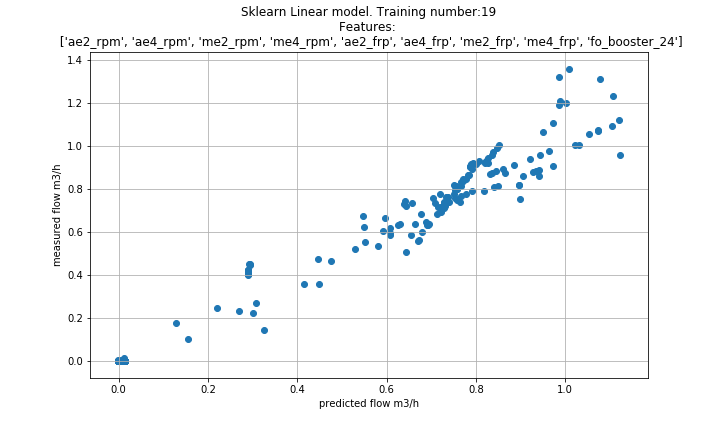 Sklearn Linear model. Training number:19
Features:
['ae2_rpm', 'ae4_rpm', 'me2_rpm', 'me4_rpm', 'ae2_frp', 'ae4_frp', 'me2_frp', 'me4_frp', 'fo_booster_24']
1.4
1.2
1.0
0.8
0.6
0.4
0.2
0.0
measured flow m3/h
0.0 0.2 0.4 0.6 0.8 1.0
predicted flow m3/h